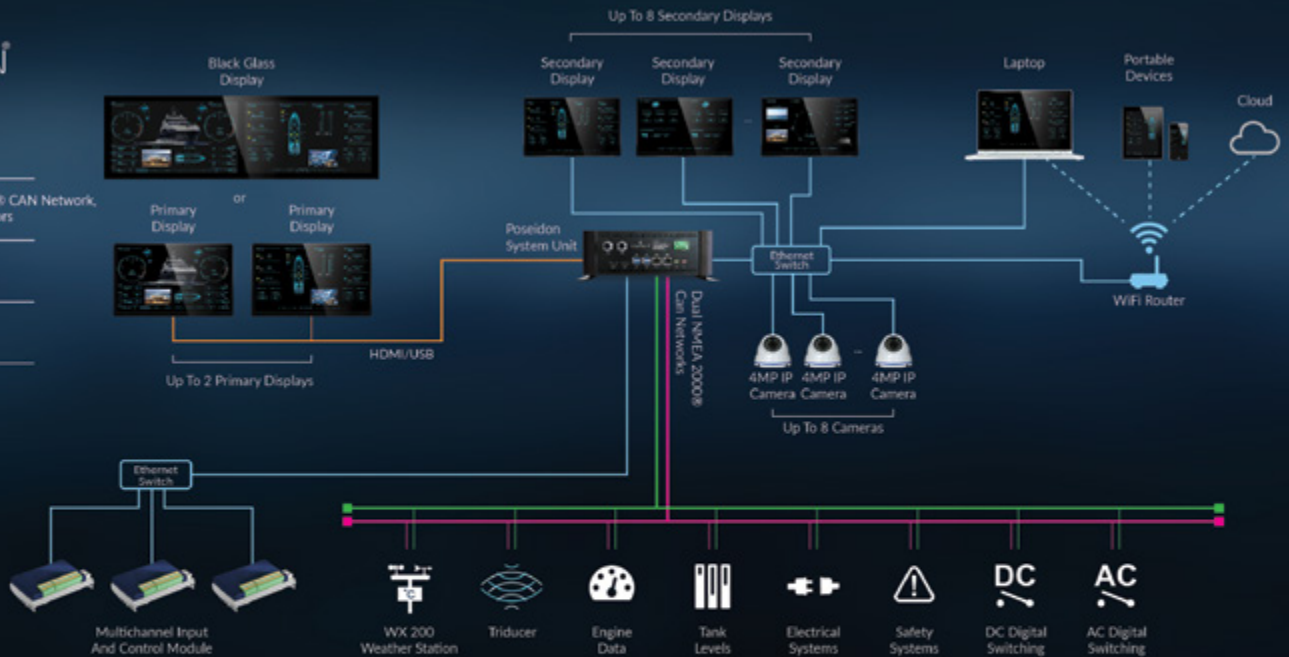 Up To 8 Secondary Displays
Black Glass
Display
Secondary
Display
Secondary
Display
Secondary
Display
Laptop
Portable
Devices
Cloud
® CAN Network,
or
Primary
Display
Primary
Display
Poseidon
System Unit
Ethernet
Switch
WiFi Router
Dual NMEA 2000®
Can Networks
HDMI/USB
Up To 2 Primary Displays
4MP IP
Camera
4MP IP
Camera
4MP IP
Camera
Up To 8 Cameras
Ethernet
Switch
Multichannel Input
And Control Module
°C
WX 200
Weather Station
Triducer
Engine
Data
Tank
Levels
Electrical
Systems
Safety
Systems
DC
DC Digital
Switching
AC
AC Digital
Switching